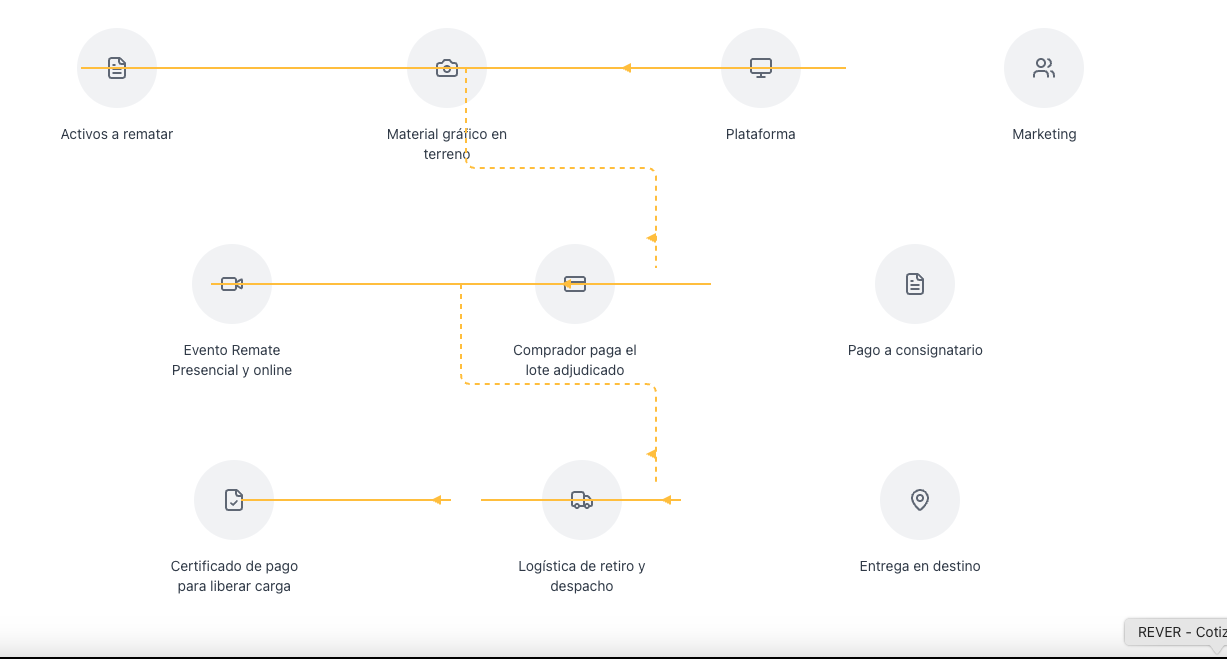 Activos a rematar
Material gráfico en
terreno
Plataforma
Marketing
Evento Remate
Presencial y online
Comprador paga el
lote adjudicado
Pago a consignatario
Certificado de pago
para liberar carga
Logística de retiro y
despacho
Entrega en destino
REVER - Cotiz